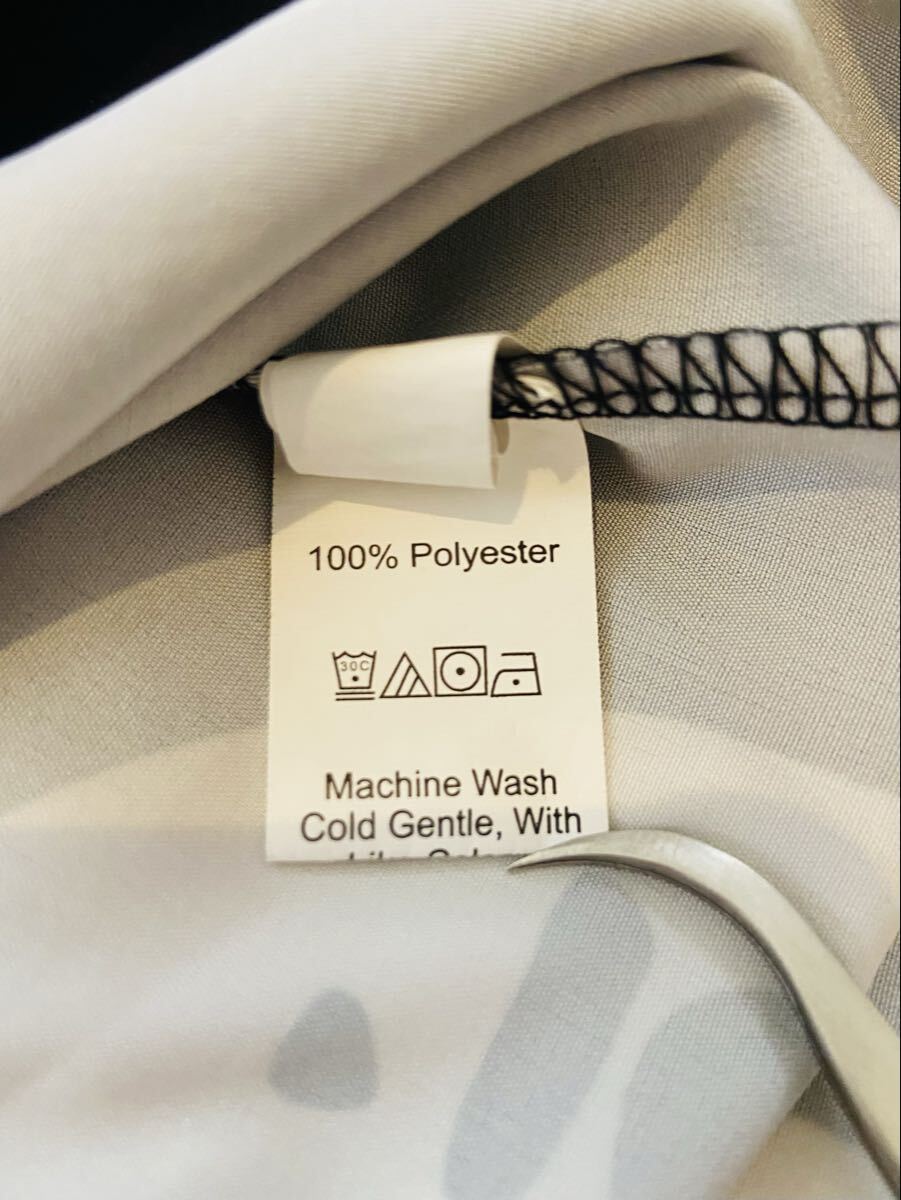 100% Polyester
30C
Machine Wash
Cold Gentle, With